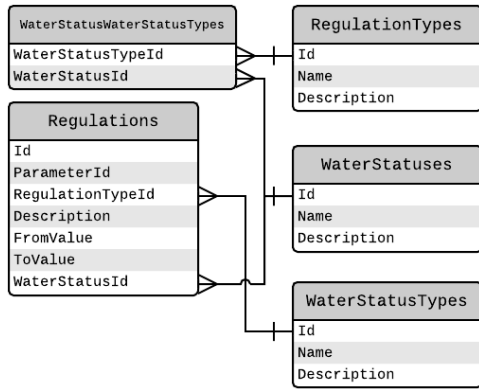 WaterStatusWaterStatusTypes
WaterStatusTypeId
WaterStatusId
Regulations
Id
ParameterId
RegulationTypeId
Description
FromValue
ToValue
WaterStatusId
RegulationTypes
Id
Name
Description
WaterStatuses
Id
Name
Description
WaterStatusTypes
Id
Name
Description